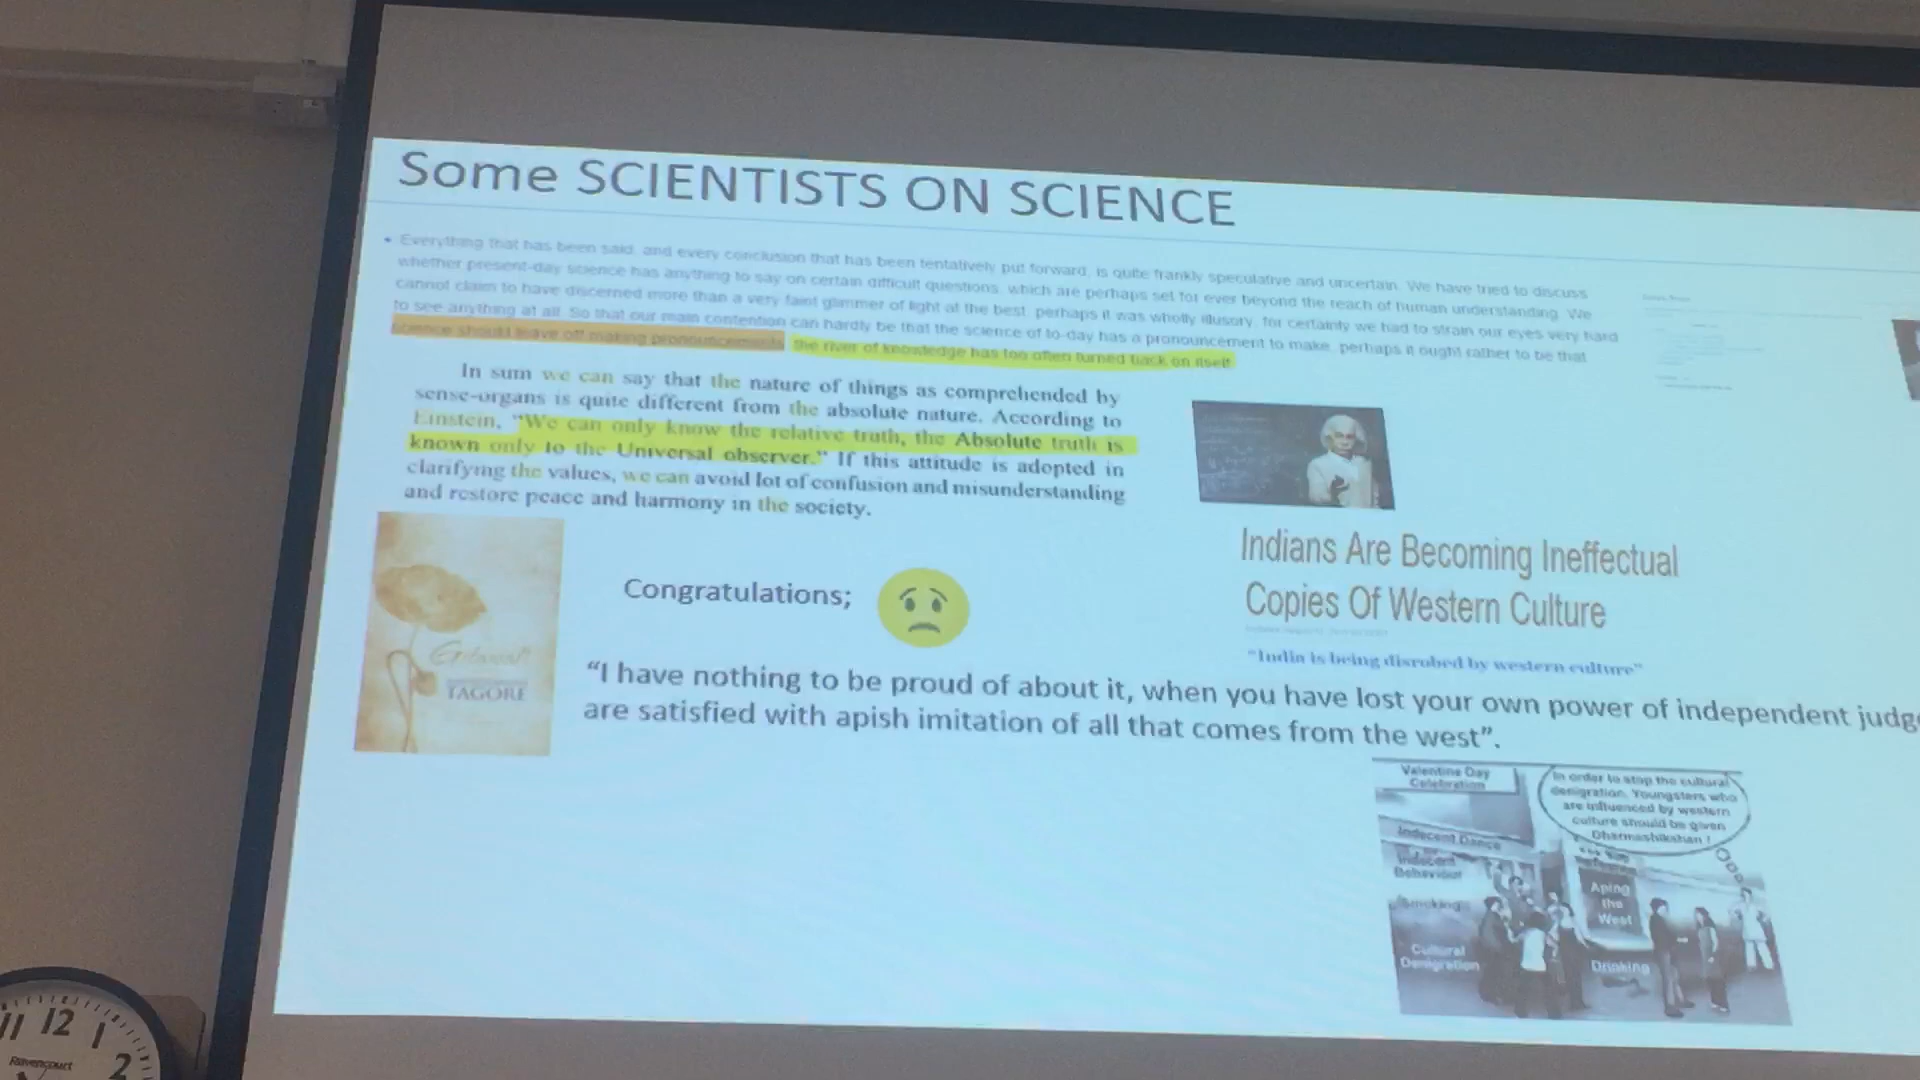 Some SCIENTISTS ON SCIENCE
• Everything that has been said, and every conclusion that has been tentatively put forward, is quite frankly speculative and uncertain. We have tried to discuss
whether present-day science has anything to say on certain difficult questions, which are perhaps set for ever beyond the reach of human understanding. We
cannot claim to have discerned more than a very faint glimmer of light at the best; perhaps it was wholly illusory, for certainly we had to strain our eyes very hard
to see anything at all. So that our main contention can hardly be that the science of to-day has a pronouncement to make, perhaps it ought rather to be that
science should leave off making pronouncements: the river of knowledge has too often turned back on itself.
In sum we can say that the nature of things as comprehended by
sense-organs is quite different from the absolute nature. According to
Einstein, "We can only know the relative truth, the Absolute truth is
known only to the Universal observer." If this attitude is adopted in
clarifying the values, we can avoid lot of confusion and misunderstanding
and restore peace and harmony in the society.
TAGORE
Congratulations;
Indians Are Becoming Ineffectual
Copies Of Western Culture
"India is being disrobed by western culture"
"I have nothing to be proud of about it, when you have lost your own power of independent judge
are satisfied with apish imitation of all that comes from the west".
Valentine Day
Celebration
In order to stop the cultural
denigration, Youngsters who
are influenced by western
culture should be given
Dharmashikshan !
Indecent Dance
Indecent
Behaviour
Smoking
Cultural
Denigration
Aping
the
West
Drinking
11 12 1
2
Ravencourt